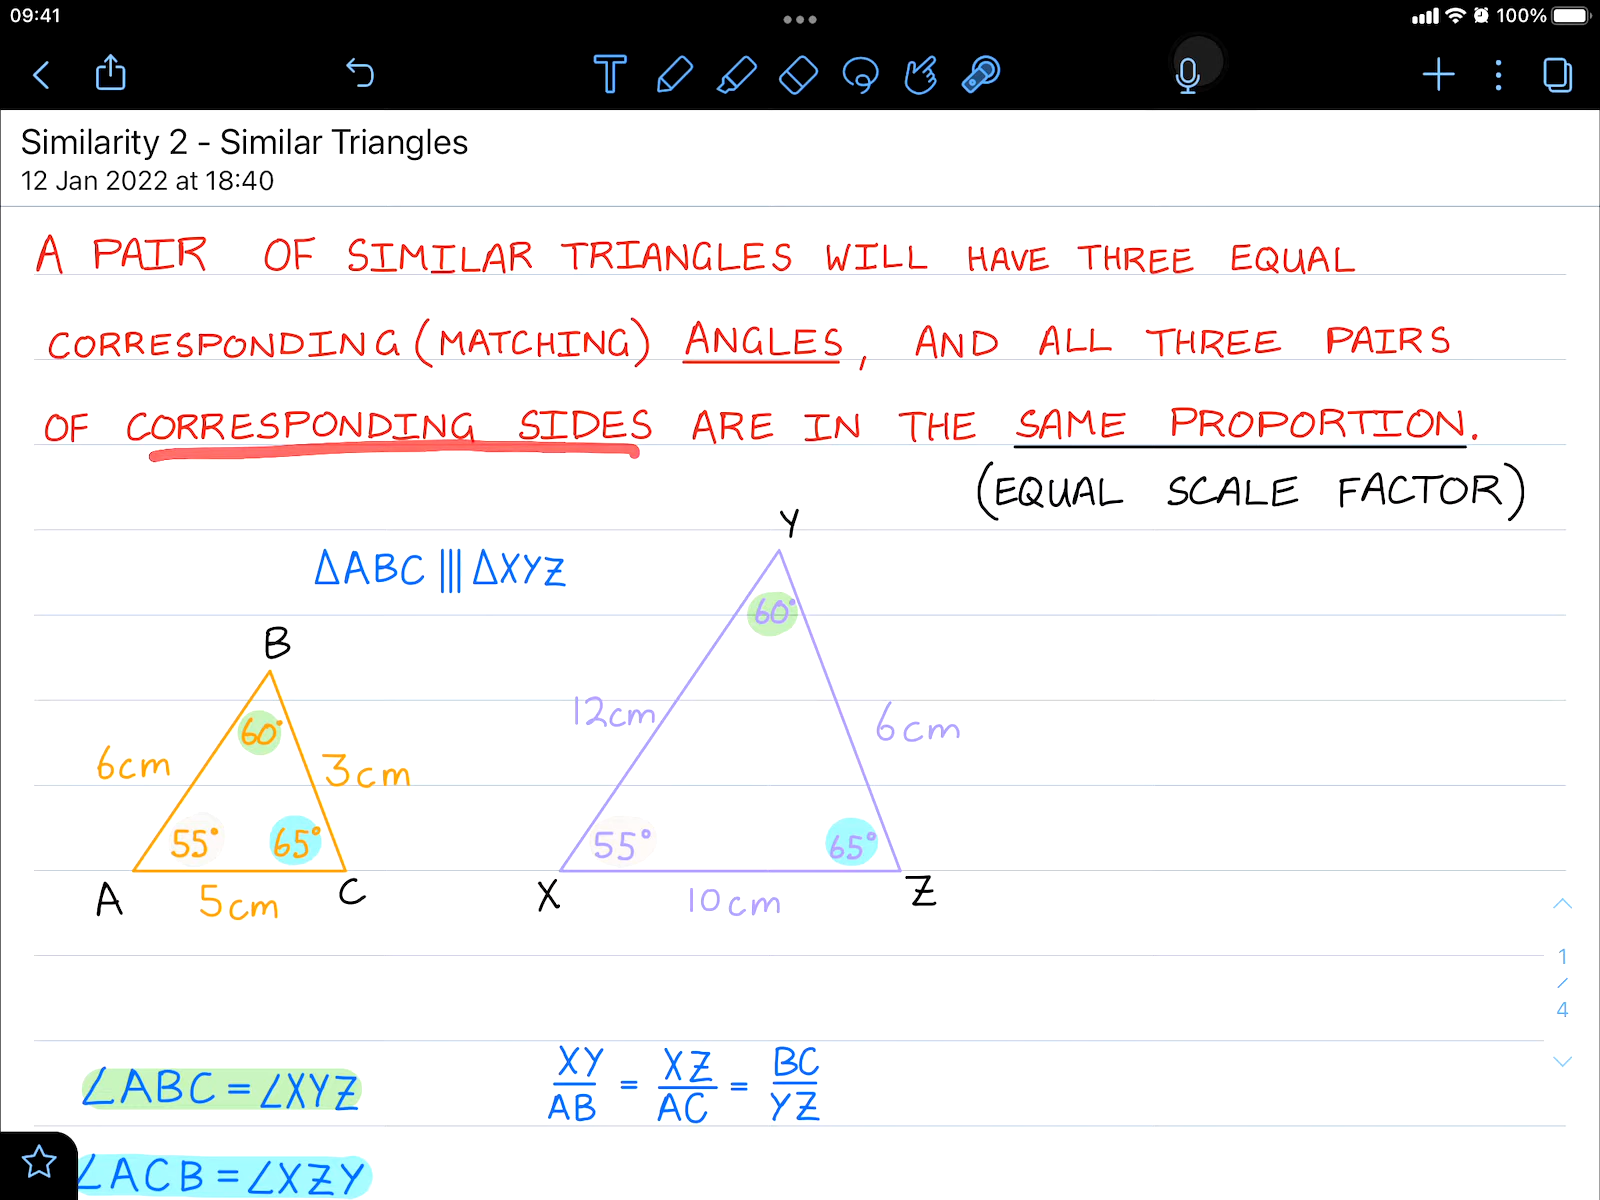 09:41
100%
Similarity 2 - Similar Triangles
12 Jan 2022 at 18:40
A PAIR OF SIMILAR TRIANGLES WILL HAVE THREE EQUAL
CORRESPONDING (MATCHING) ANGLES, AND ALL THREE PAIRS
OF CORRESPONDING SIDES ARE IN THE SAME PROPORTION.
(EQUAL SCALE FACTOR)
ΔABC ||| ΔXYZ
B
60°
6cm
3cm
55°
65°
A
5cm
C
Y
60°
12cm
6cm
55°
65°
X
10cm
Z
1
/
4
∠ABC = ∠XYZ
XY/AB = XZ/AC = BC/YZ
∠ACB = ∠XZY